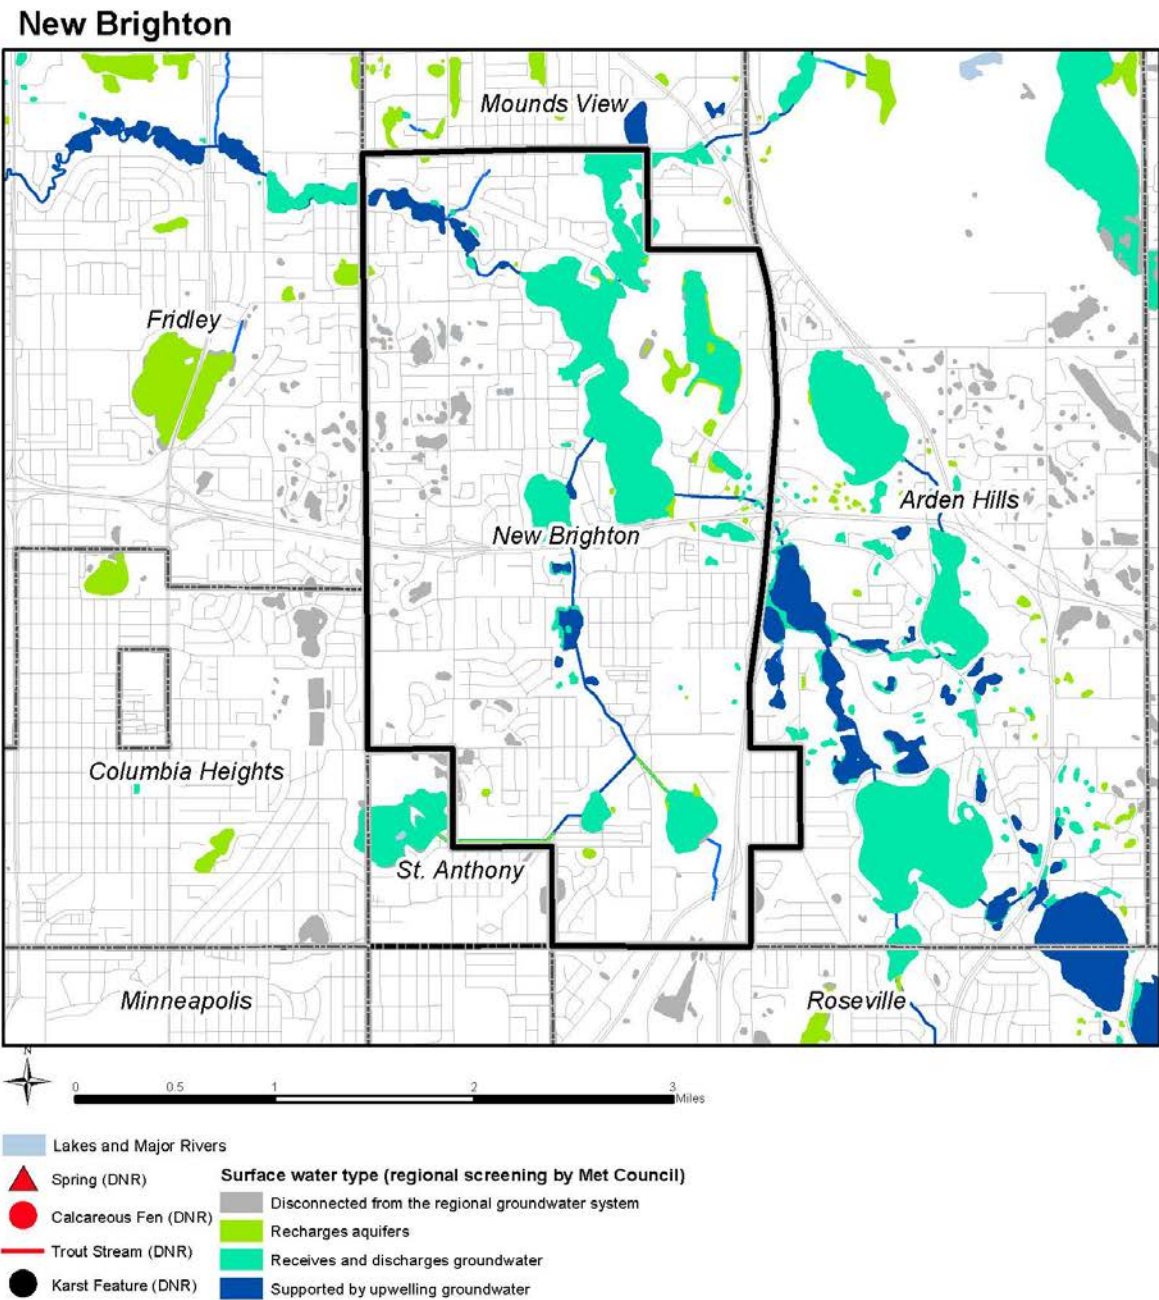 New Brighton
Mounds View
Fridley
Arden Hills
New Brighton
Columbia Heights
St. Anthony
Minneapolis
Roseville
N
0 0.5 1 2 3
Miles
Lakes and Major Rivers
Spring (DNR)
Calcareous Fen (DNR)
Trout Stream (DNR)
Karst Feature (DNR)
Surface water type (regional screening by Met Council)
Disconnected from the regional groundwater system
Recharges aquifers
Receives and discharges groundwater
Supported by upwelling groundwater